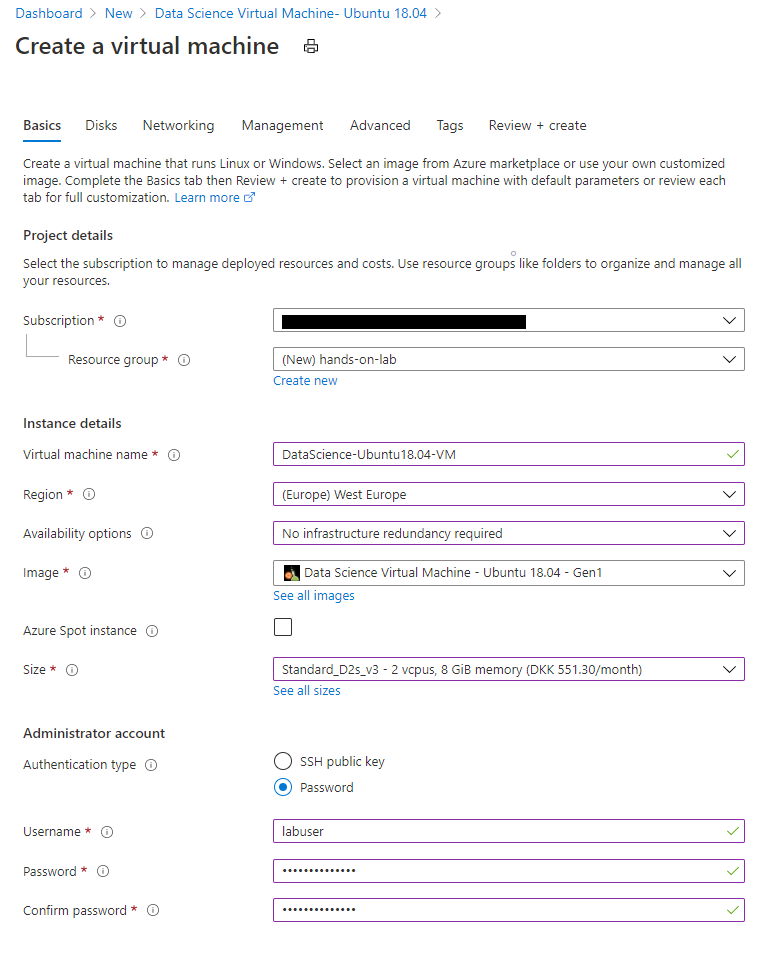 Dashboard > New > Data Science Virtual Machine- Ubuntu 18.04 >
Create a virtual machine
Basics Disks Networking Management Advanced Tags Review + create
Create a virtual machine that runs Linux or Windows. Select an image from Azure marketplace or use your own customized
image. Complete the Basics tab then Review + create to provision a virtual machine with default parameters or review each
tab for full customization. Learn more
Project details
Select the subscription to manage deployed resources and costs. Use resource groups like folders to organize and manage all
your resources.
Subscription *
Resource group * (New) hands-on-lab
Create new
Instance details
Virtual machine name * DataScience-Ubuntu18.04-VM
Region * (Europe) West Europe
Availability options No infrastructure redundancy required
Image * Data Science Virtual Machine - Ubuntu 18.04 - Gen1
See all images
Azure Spot instance
Size * Standard_D2s_v3 - 2 vcpus, 8 GiB memory (DKK 551.30/month)
See all sizes
Administrator account
Authentication type SSH public key
Password
Username * labuser
Password * ••••••••••••••
Confirm password * ••••••••••••••